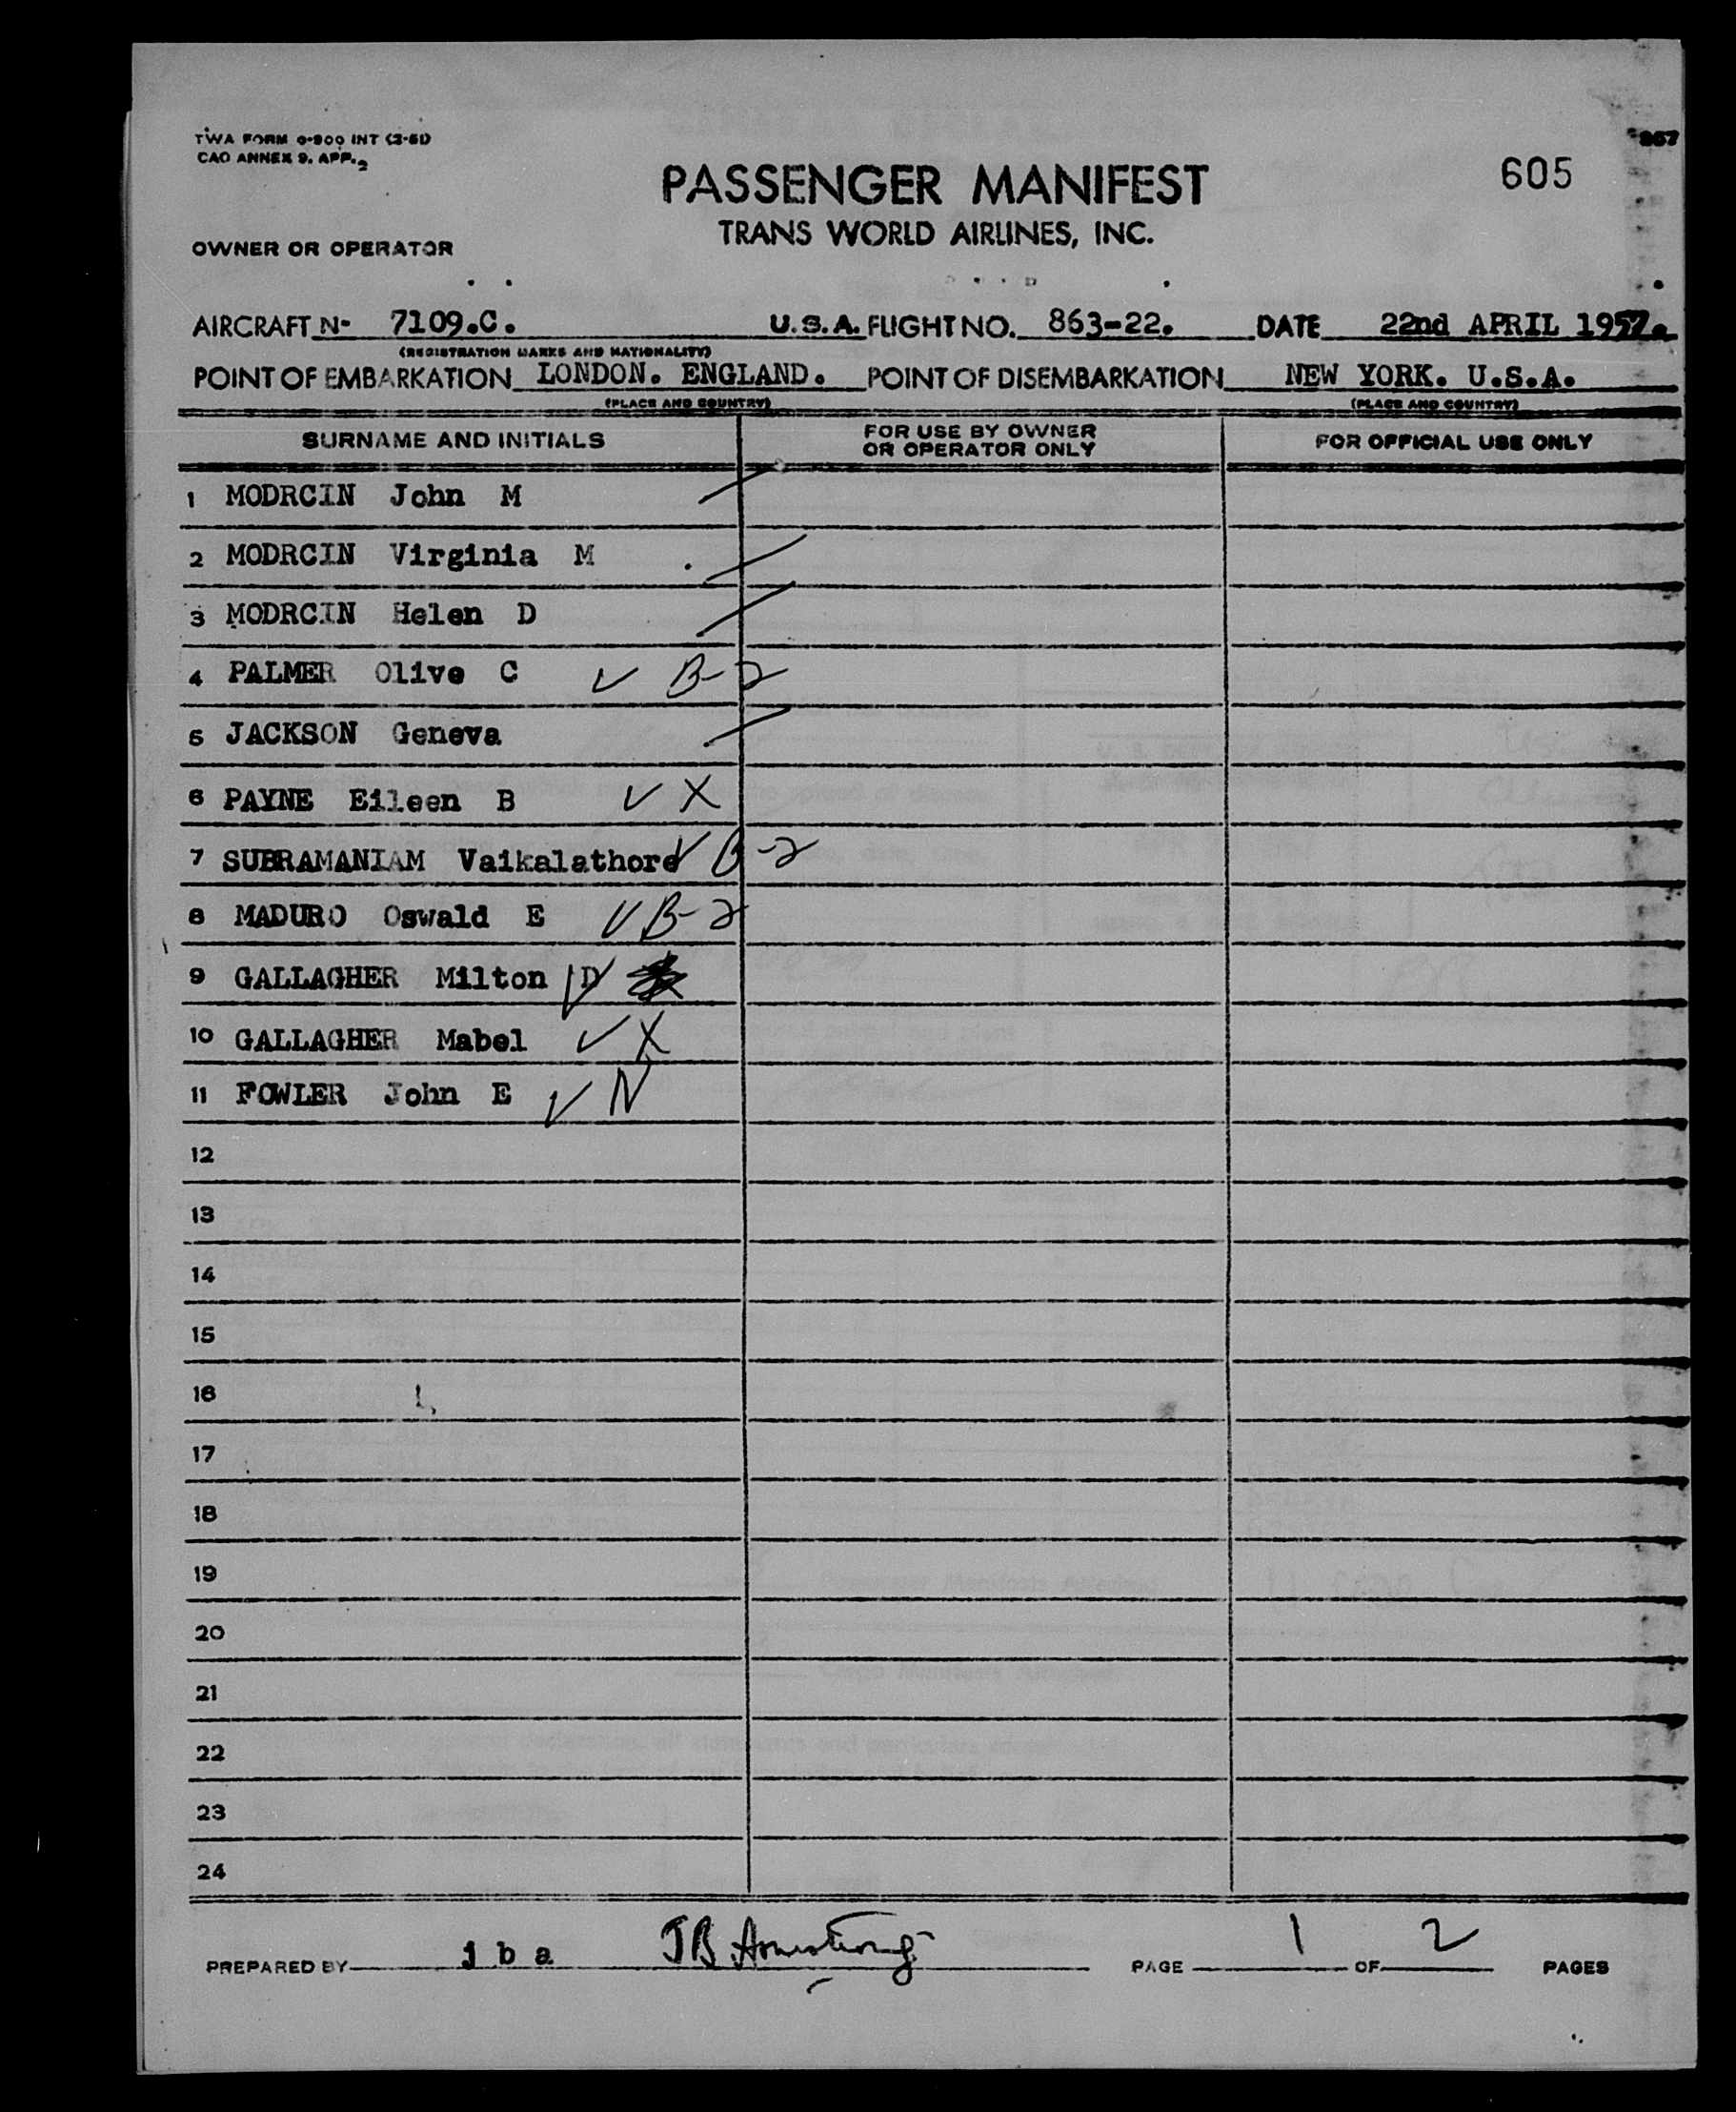 TWA FORM 0-900 INT (3-51)
CAO ANNEX 9. APP. 2
605
PASSENGER MANIFEST
TRANS WORLD AIRLINES, INC.
OWNER OR OPERATOR
AIRCRAFT N- 7109.C. U.S.A. FLIGHT NO. 863-22. DATE 22nd APRIL 1957.
(REGISTRATION MARKS AND NATIONALITY)
POINT OF EMBARKATION LONDON. ENGLAND. POINT OF DISEMBARKATION NEW YORK. U.S.A.
(PLACE AND COUNTRY) (PLACE AND COUNTRY)
SURNAME AND INITIALS FOR USE BY OWNER OR OPERATOR ONLY FOR OFFICIAL USE ONLY
1 MODRCIN John M
2 MODRCIN Virginia M
3 MODRCIN Helen D
4 PALMER Olive C ✓ B-2
5 JACKSON Geneva
6 PAYNE Eileen B ✓ X
7 SUBRAMANIAM Vaikalathore ✓ B-2
8 MADURO Oswald E ✓ B-2
9 GALLAGHER Milton D ✓
10 GALLAGHER Mabel ✓ X
11 FOWLER John E ✓ N
12
13
14
15
16
17
18
19
20
21
22
23
24
PREPARED BY j b a JB Armstrong PAGE 1 OF 2 PAGES